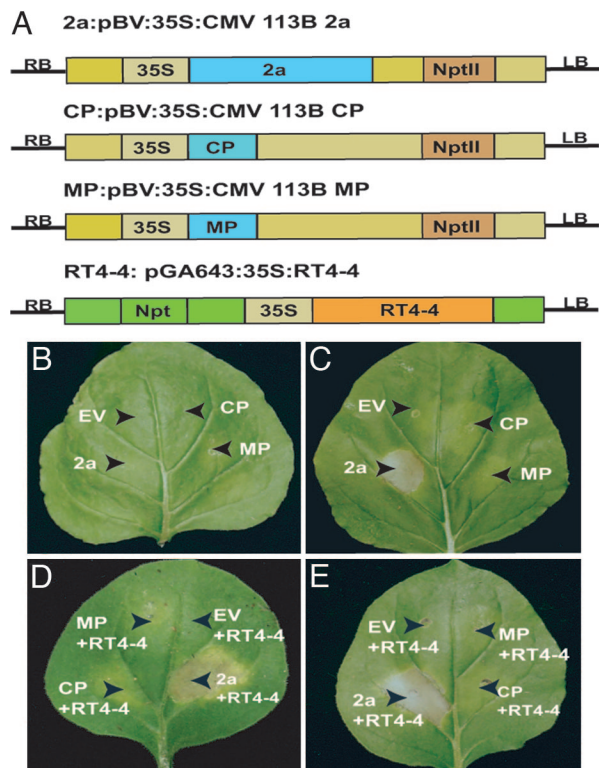 A
2a:pBV:35S:CMV 113B 2a
RB 35S 2a NptII LB
CP:pBV:35S:CMV 113B CP
RB 35S CP NptII LB
MP:pBV:35S:CMV 113B MP
RB 35S MP NptII LB
RT4-4: pGA643:35S:RT4-4
RB Npt 35S RT4-4 LB
B
EV CP
2a MP
C
EV CP
2a MP
D
MP EV
+RT4-4 +RT4-4
CP 2a
+RT4-4 +RT4-4
E
EV MP
+RT4-4 +RT4-4
2a CP
+RT4-4 +RT4-4